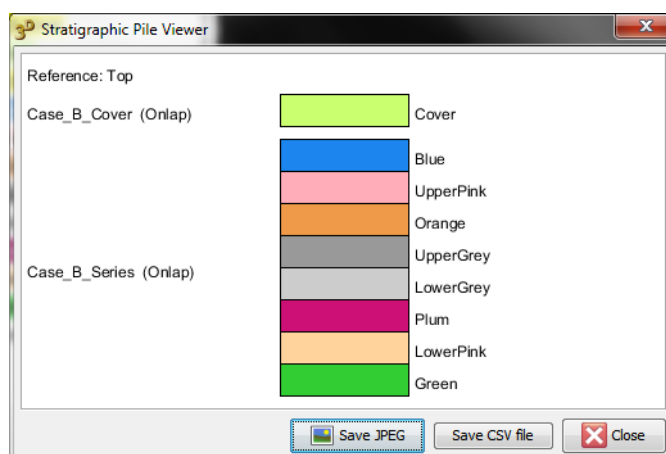 3D Stratigraphic Pile Viewer
Reference: Top
Case_B_Cover (Onlap) Cover
Blue
UpperPink
Orange
UpperGrey
Case_B_Series (Onlap) LowerGrey
Plum
LowerPink
Green
Save JPEG Save CSV file Close